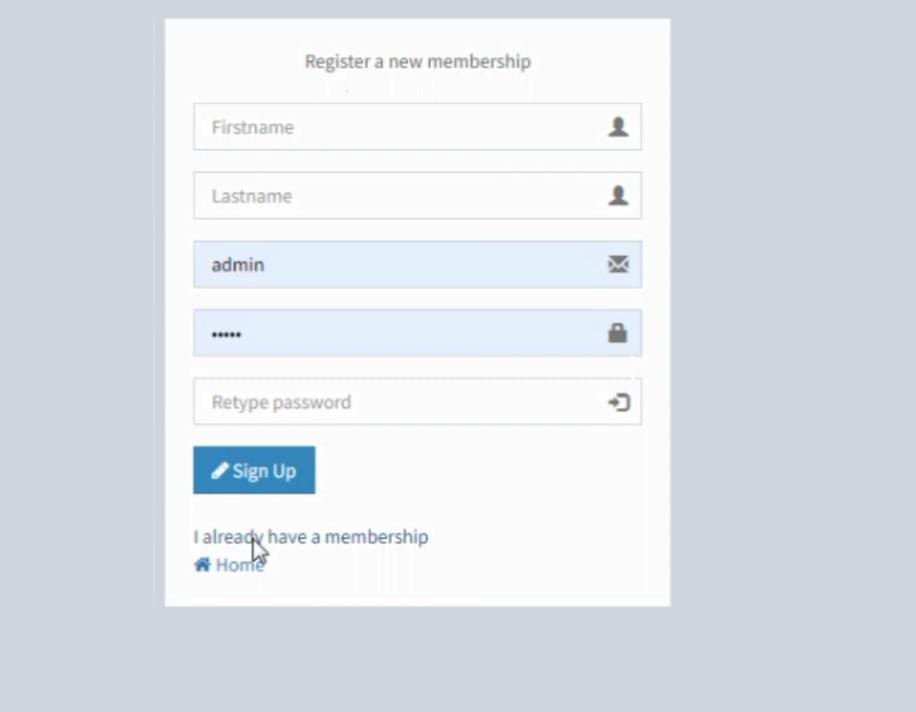 Register a new membership
Firstname
Lastname
admin
•••••
Retype password
Sign Up
I already have a membership
Home